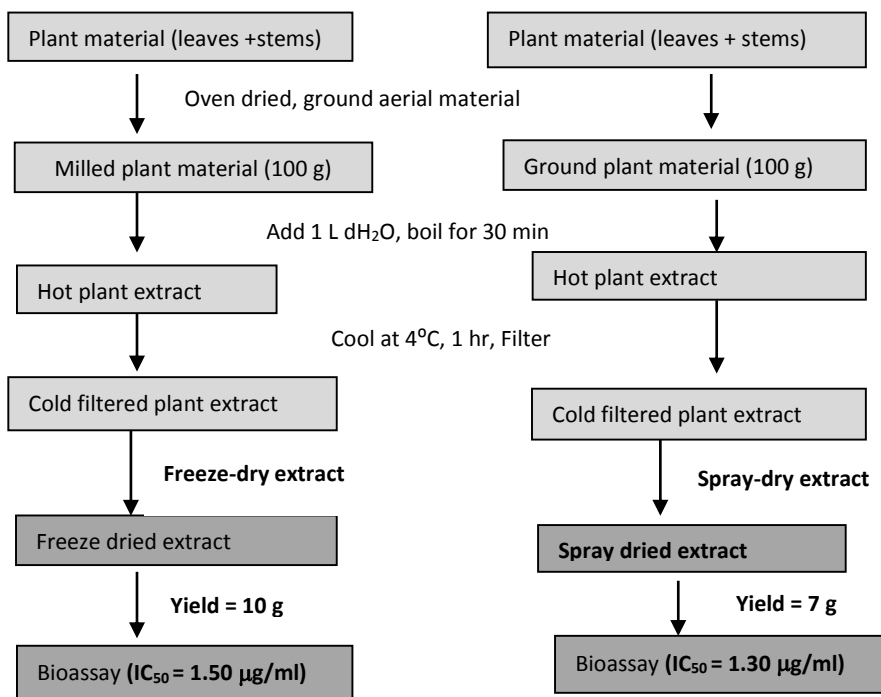 Plant material (leaves +stems)
Plant material (leaves + stems)
Oven dried, ground aerial material
Milled plant material (100 g)
Ground plant material (100 g)
Add 1 L dH₂O, boil for 30 min
Hot plant extract
Hot plant extract
Cool at 4⁰C, 1 hr, Filter
Cold filtered plant extract
Cold filtered plant extract
Freeze-dry extract
Spray-dry extract
Freeze dried extract
Spray dried extract
Yield = 10 g
Yield = 7 g
Bioassay (IC₅₀ = 1.50 µg/ml)
Bioassay (IC₅₀ = 1.30 µg/ml)